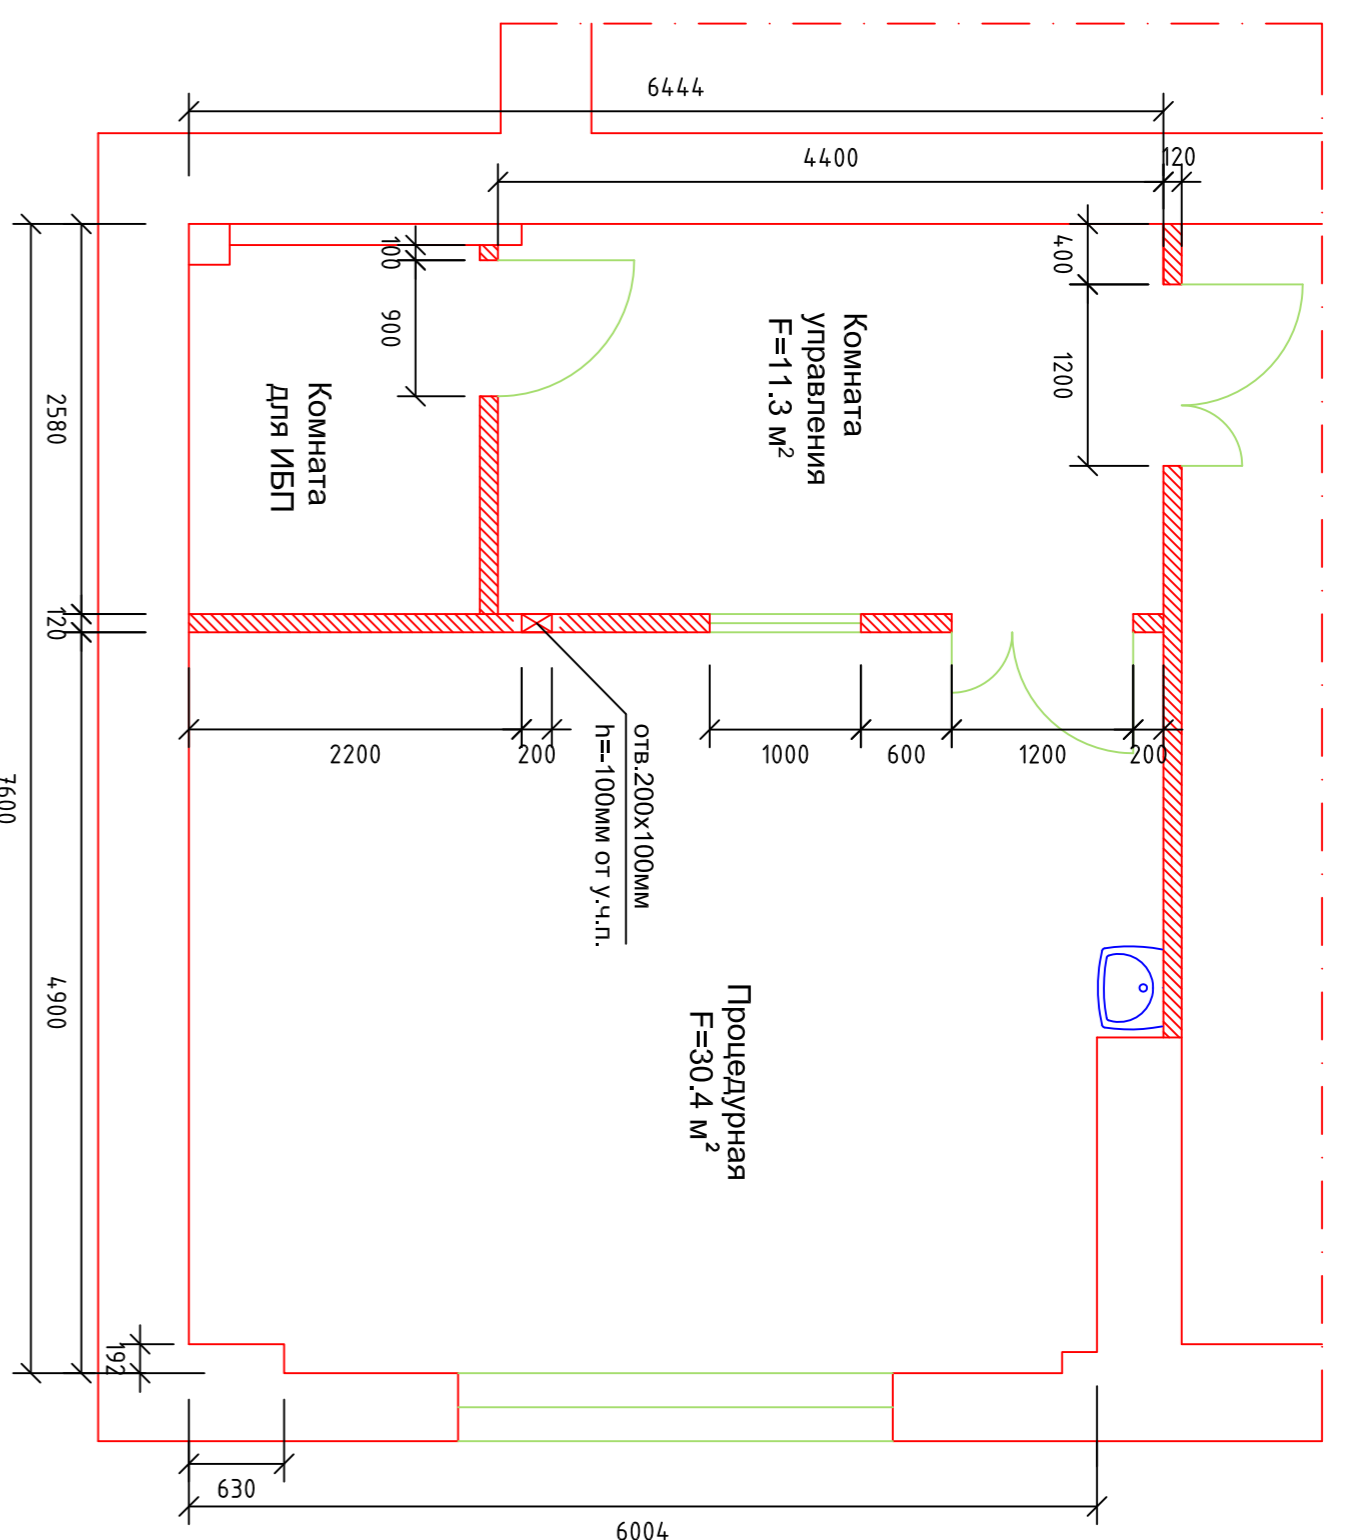 6444
4400
120
400
1200
100
900
Комната
управления
F=11.3 м²
Комната
для ИБП
2580
120
2200
200
1000
600
1200
200
отв.200х100мм
h=-100мм от у.ч.п.
7600
4900
Процедурная
F=30.4 м²
192
630
6004